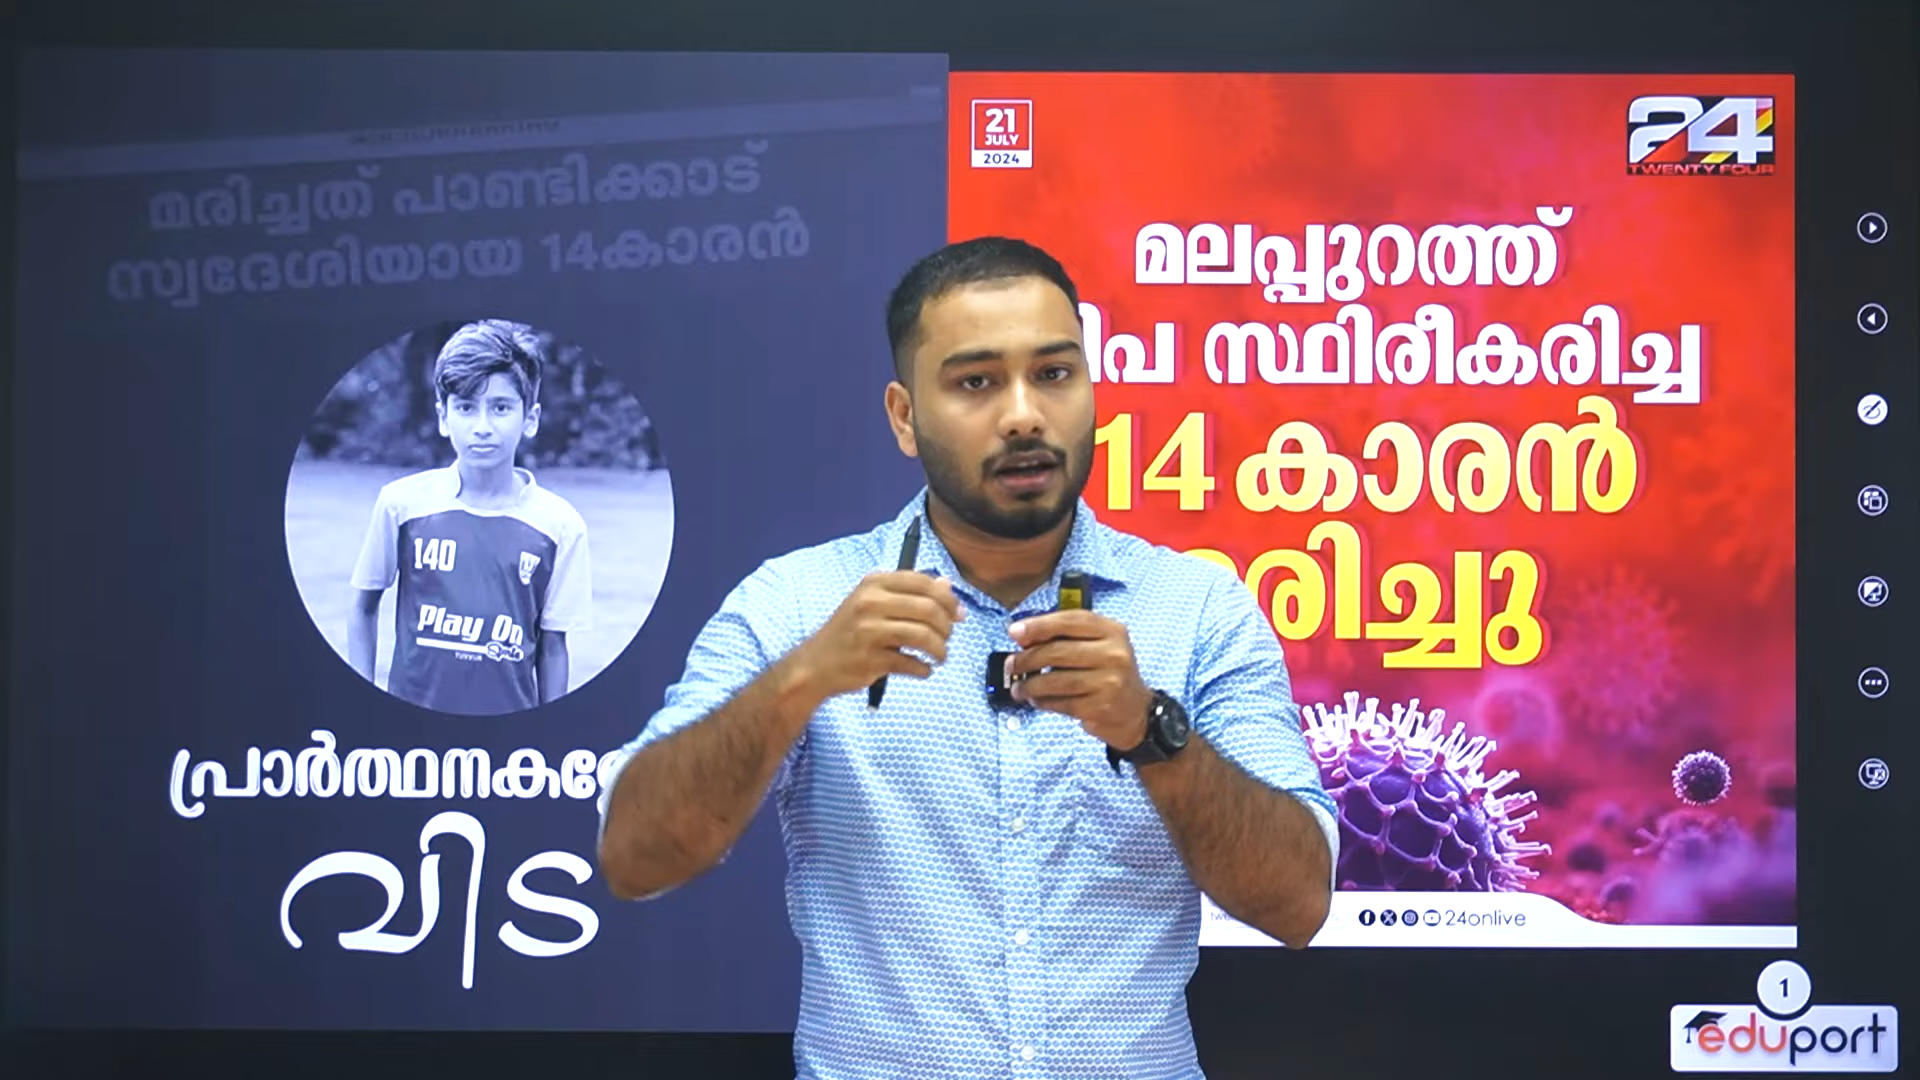 മരിച്ചത് പാണ്ടിക്കാട്
സ്വദേശിയായ 14കാരൻ
140
Play On
പ്രാർത്ഥനകളോ
വിട
21
JULY
2024
24
TWENTY FOUR
മലപ്പുറത്ത്
സ്ഥിരീകരിച്ച
14 കാരൻ
24onlive
1
eduport